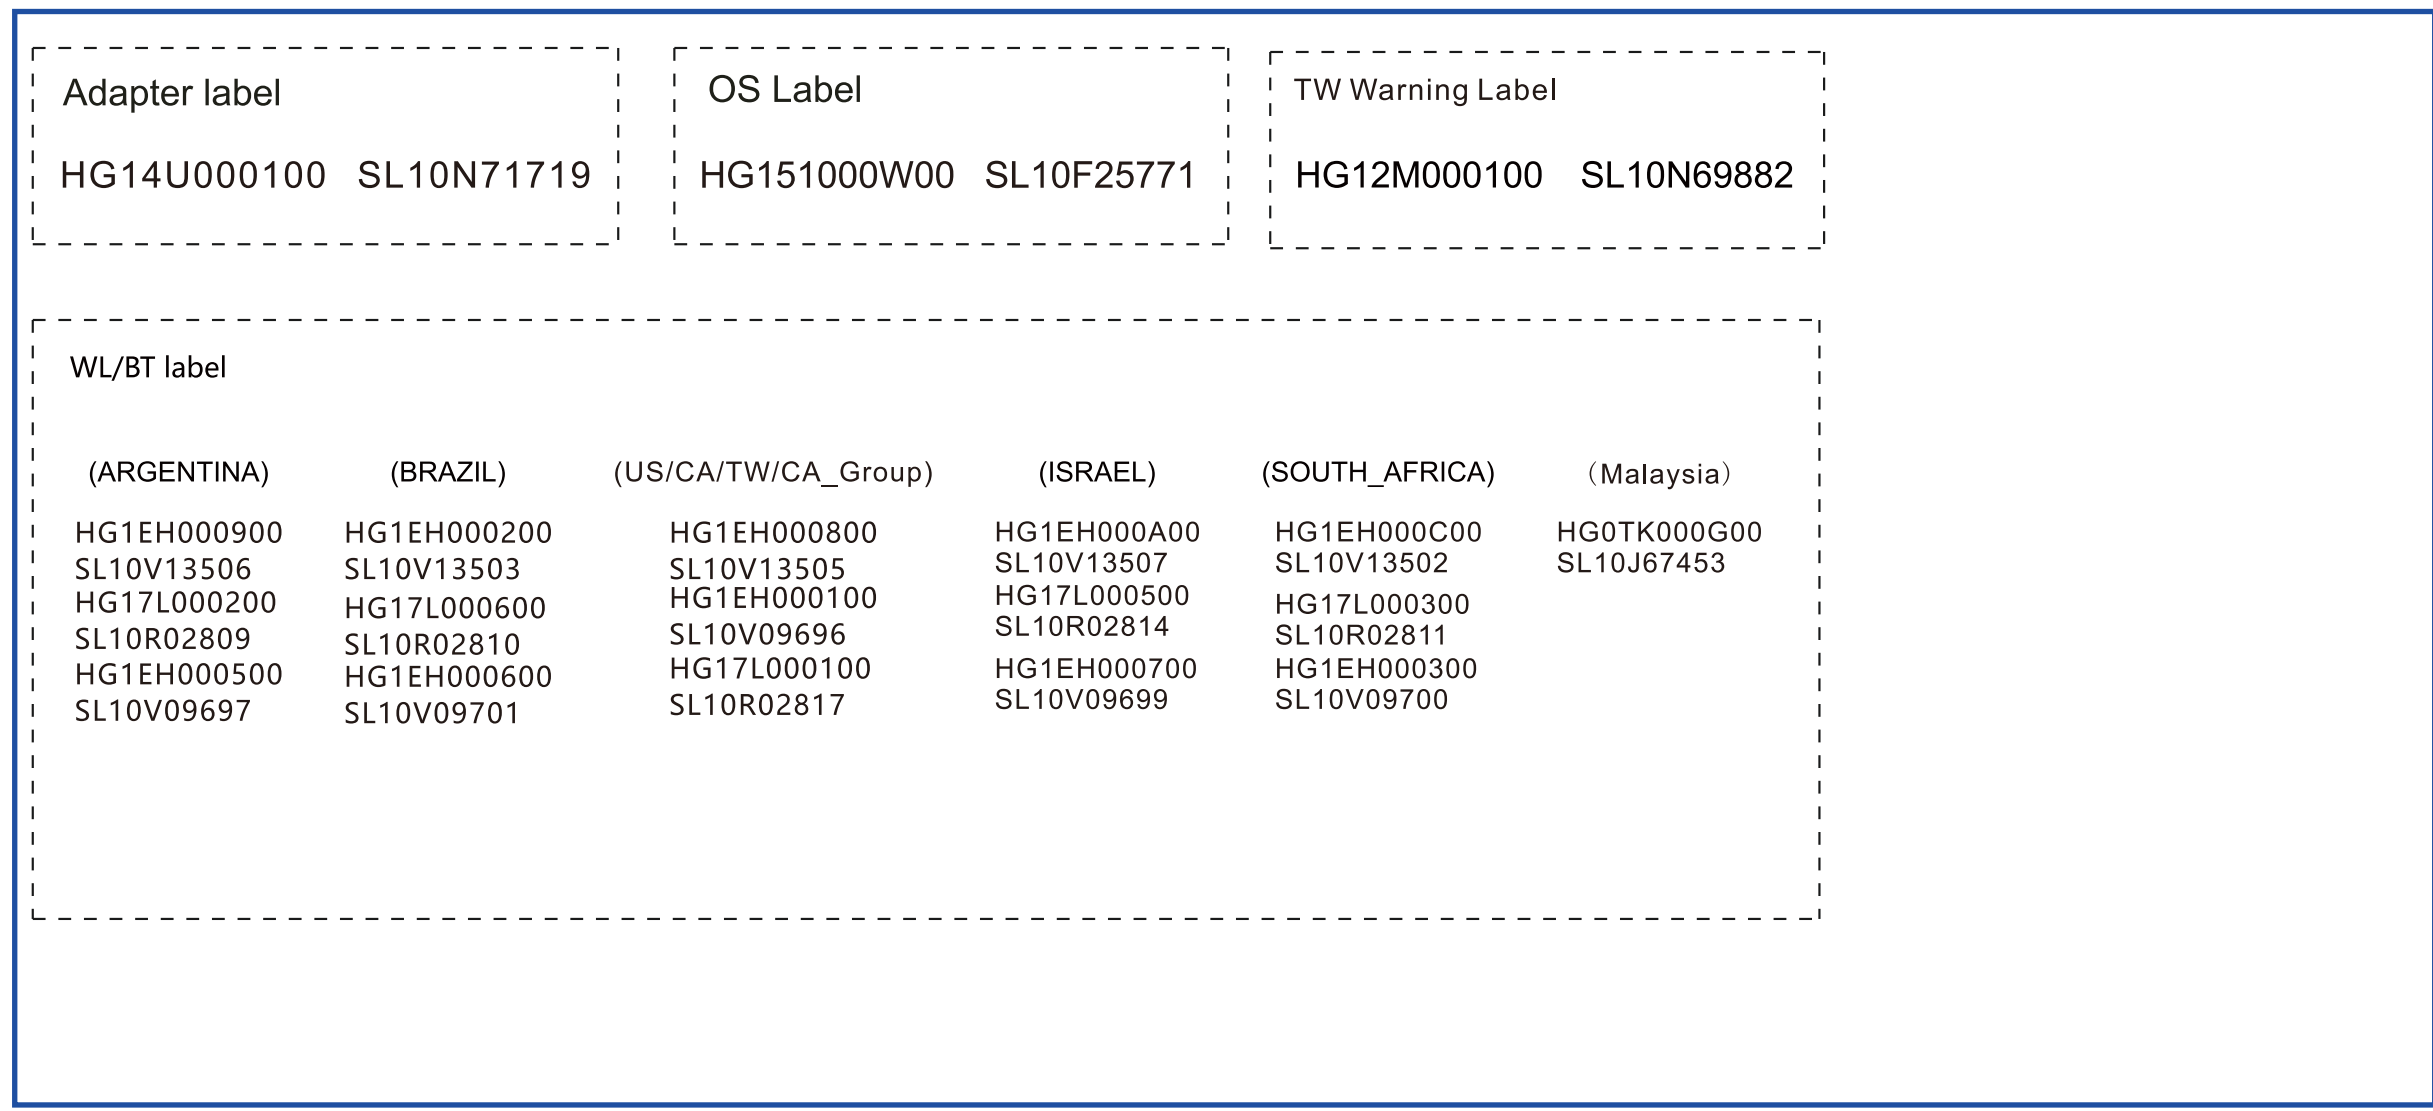 Adapter label
HG14U000100 SL10N71719
OS Label
HG151000W00 SL10F25771
TW Warning Label
HG12M000100 SL10N69882
WL/BT label
(ARGENTINA)
HG1EH000900
SL10V13506
HG17L000200
SL10R02809
HG1EH000500
SL10V09697
(BRAZIL)
HG1EH000200
SL10V13503
HG17L000600
SL10R02810
HG1EH000600
SL10V09701
(US/CA/TW/CA_Group)
HG1EH000800
SL10V13505
HG1EH000100
SL10V09696
HG17L000100
SL10R02817
(ISRAEL)
HG1EH000A00
SL10V13507
HG17L000500
SL10R02814
HG1EH000700
SL10V09699
(SOUTH_AFRICA)
HG1EH000C00
SL10V13502
HG17L000300
SL10R02811
HG1EH000300
SL10V09700
（Malaysia）
HG0TK000G00
SL10J67453